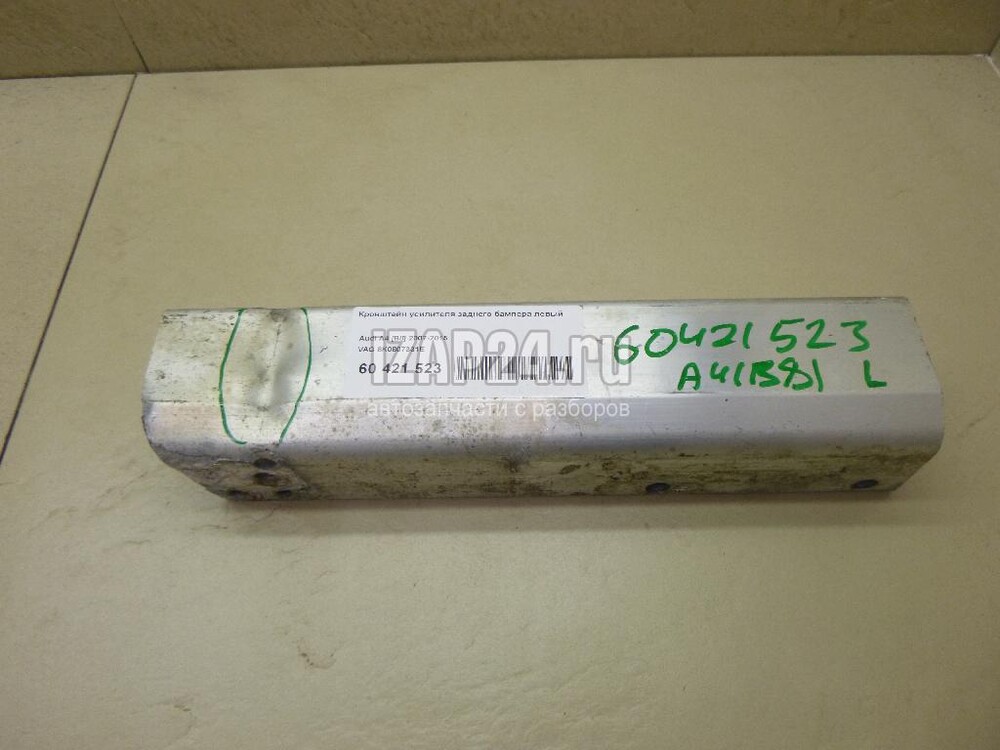 Кронштейн усилителя заднего бампера левый
Audi A4 [B8] 2007-2015
VAG
60 421 523
IZAP24.ru
автозапчасти с разборов
60421523
A4(B8) L